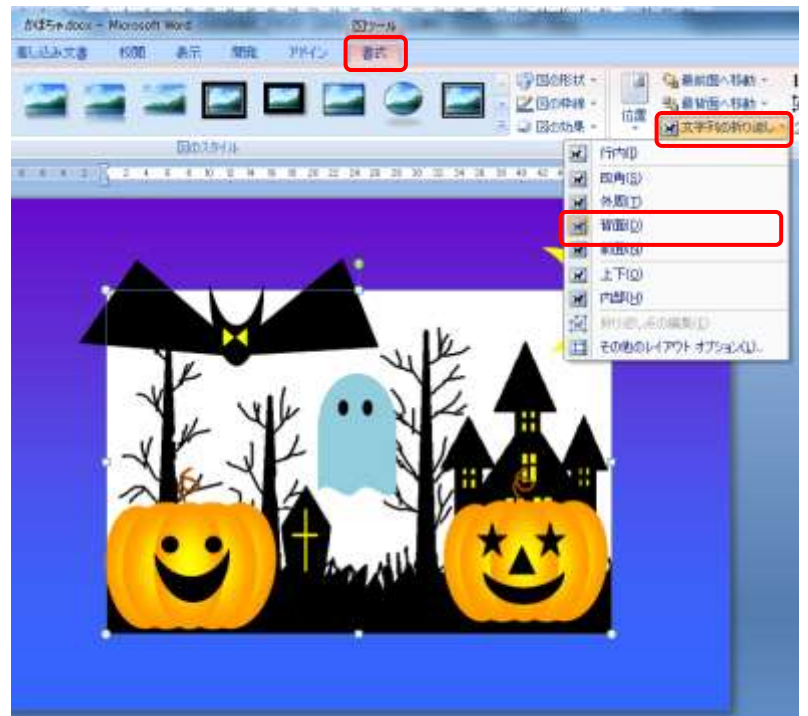 かぼちゃ.docx - Microsoft Word
図ツール
差し込み文書 校閲 表示 開発 アドイン 書式
図の形状
図の枠線
図の効果
位置
最前面へ移動
最背面へ移動
文字列の折り返し
図のスタイル
行内(I)
四角(S)
外周(T)
背面(D)
前面(N)
上下(O)
内部(H)
折り返し点の編集(E)
その他のレイアウト オプション(L)...